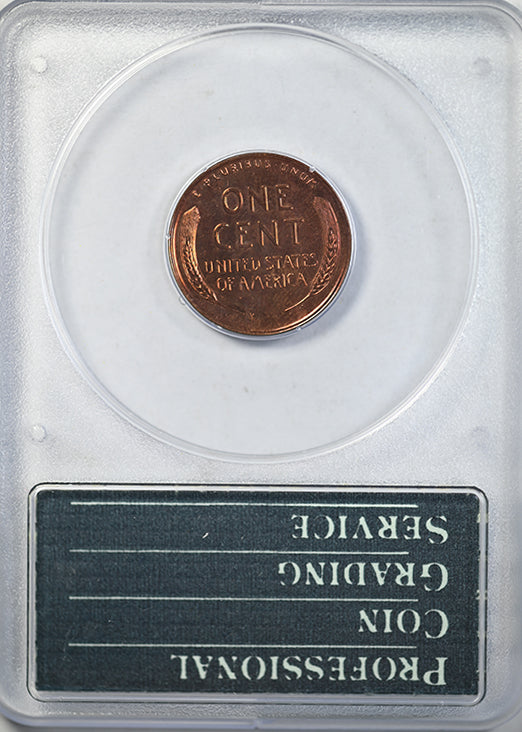 E·PLURIBUS·UNUM
ONE
CENT
UNITED STATES
OF AMERICA
PROFESSIONAL
COIN
GRADING
SERVICE